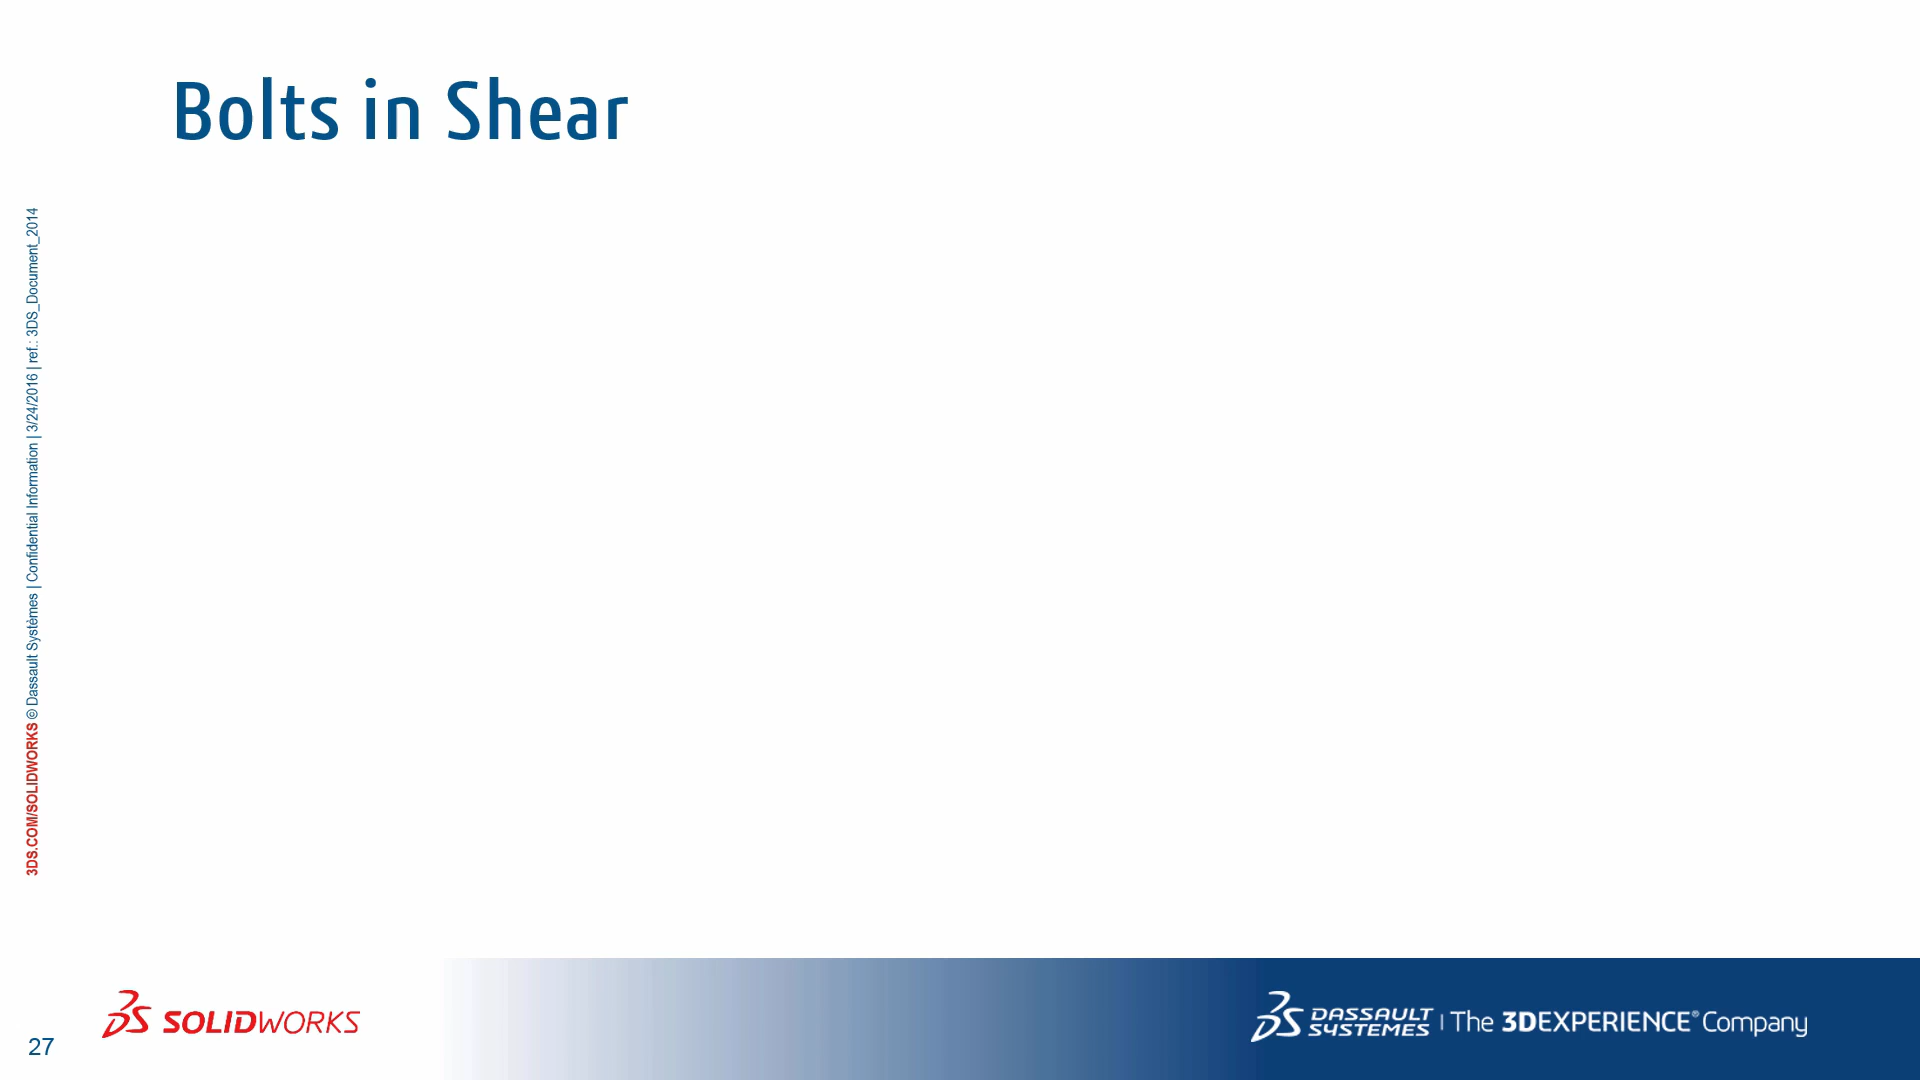 Bolts in Shear
3DS.COM/SOLIDWORKS © Dassault Systèmes | Confidential Information | 3/24/2016 | ref.: 3DS_Document_2014
27
SOLIDWORKS
DASSAULT SYSTEMES | The 3DEXPERIENCE® Company